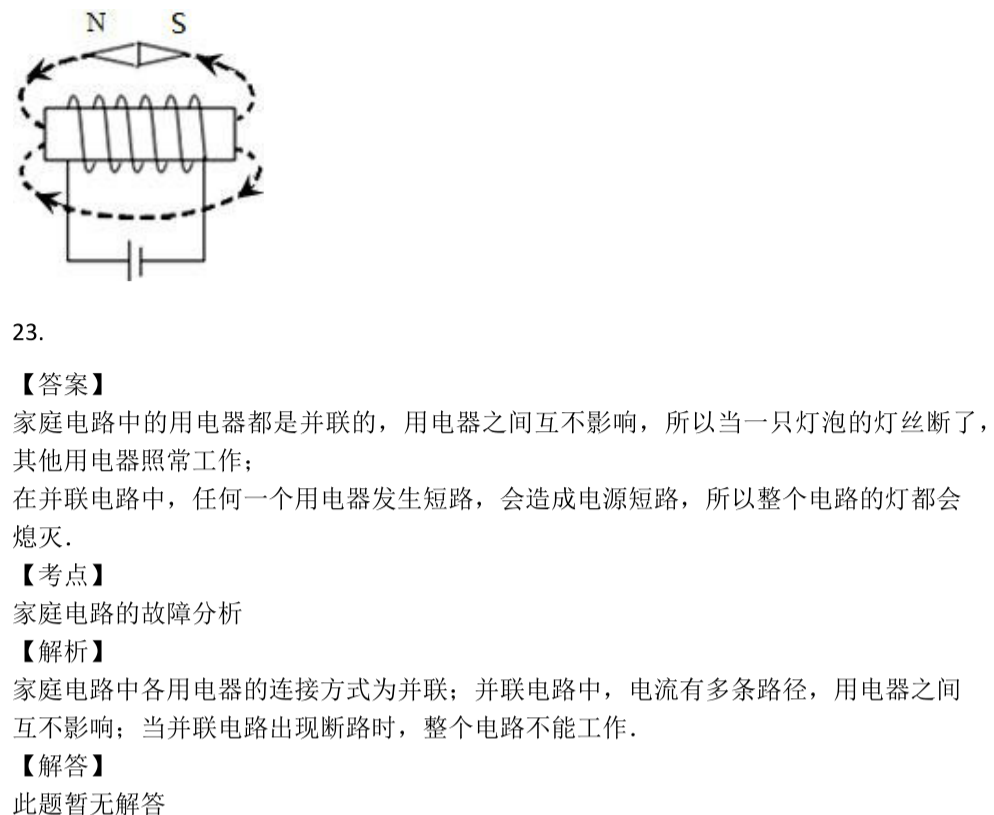 N S
23.
【答案】
家庭电路中的用电器都是并联的，用电器之间互不影响，所以当一只灯泡的灯丝断了，
其他用电器照常工作；
在并联电路中，任何一个用电器发生短路，会造成电源短路，所以整个电路的灯都会
熄灭．
【考点】
家庭电路的故障分析
【解析】
家庭电路中各用电器的连接方式为并联；并联电路中，电流有多条路径，用电器之间
互不影响；当并联电路出现断路时，整个电路不能工作．
【解答】
此题暂无解答